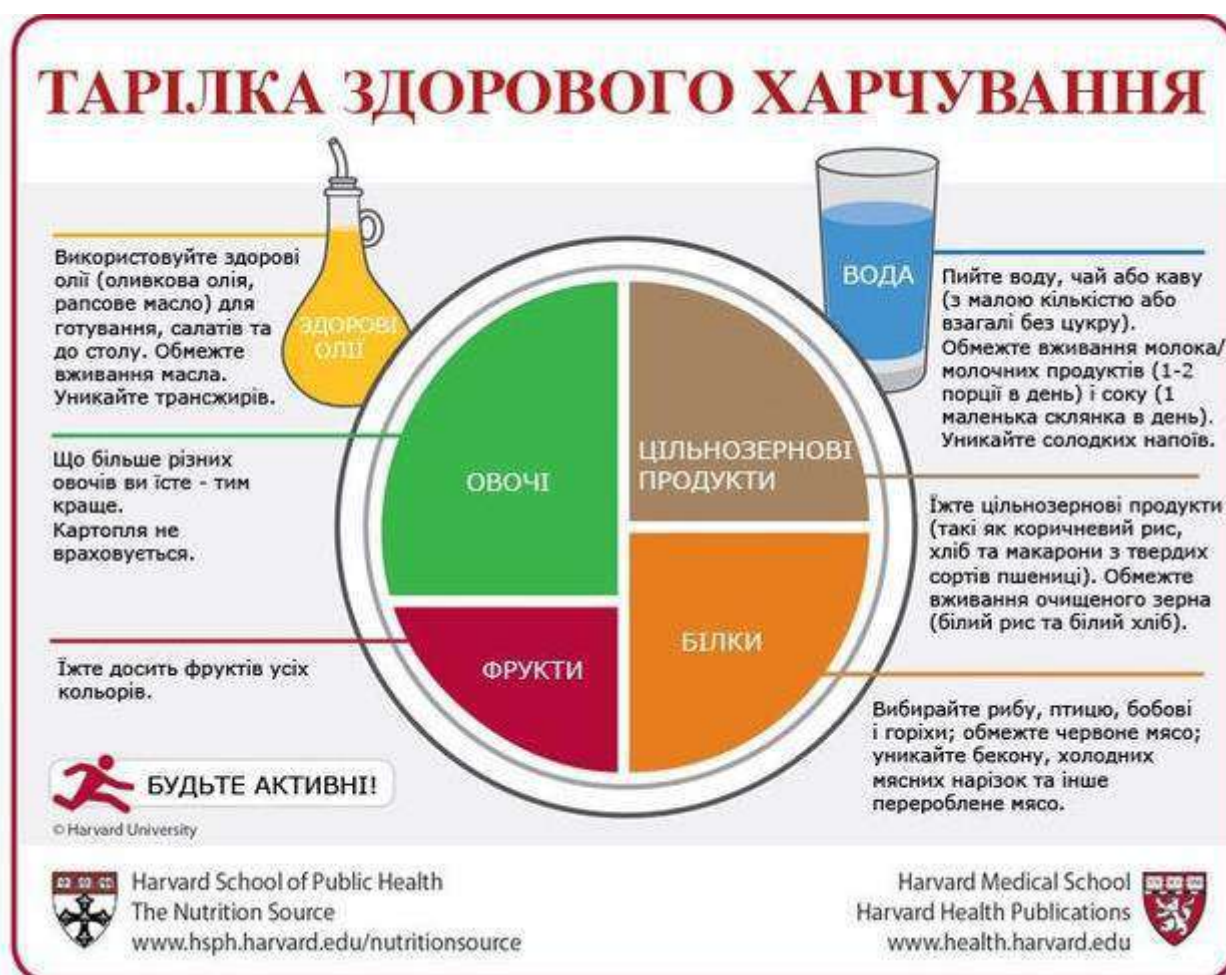 ТАРІЛКА ЗДОРОВОГО ХАРЧУВАННЯ
Використовуйте здорові
олії (оливкова олія,
рапсове масло) для
готування, салатів та
до столу. Обмежте
вживання масла.
Уникайте трансжирів.
ЗДОРОВІ
ОЛІЇ
ВОДА
Пийте воду, чай або каву
(з малою кількістю або
взагалі без цукру).
Обмежте вживання молока/
молочних продуктів (1-2
порції в день) і соку (1
маленька склянка в день).
Уникайте солодких напоїв.
Що більше різних
овочів ви їсте - тим
краще.
Картопля не
враховується.
ОВОЧІ
ЦІЛЬНОЗЕРНОВІ
ПРОДУКТИ
Їжте цільнозернові продукти
(такі як коричневий рис,
хліб та макарони з твердих
сортів пшениці). Обмежте
вживання очищеного зерна
(білий рис та білий хліб).
Їжте досить фруктів усіх
кольорів.
ФРУКТИ
БІЛКИ
Вибирайте рибу, птицю, бобові
і горіхи; обмежте червоне мясо;
уникайте бекону, холодних
мясних нарізок та інше
перероблене мясо.
БУДЬТЕ АКТИВНІ!
© Harvard University
Harvard School of Public Health
The Nutrition Source
www.hsph.harvard.edu/nutritionsource
Harvard Medical School
Harvard Health Publications
www.health.harvard.edu